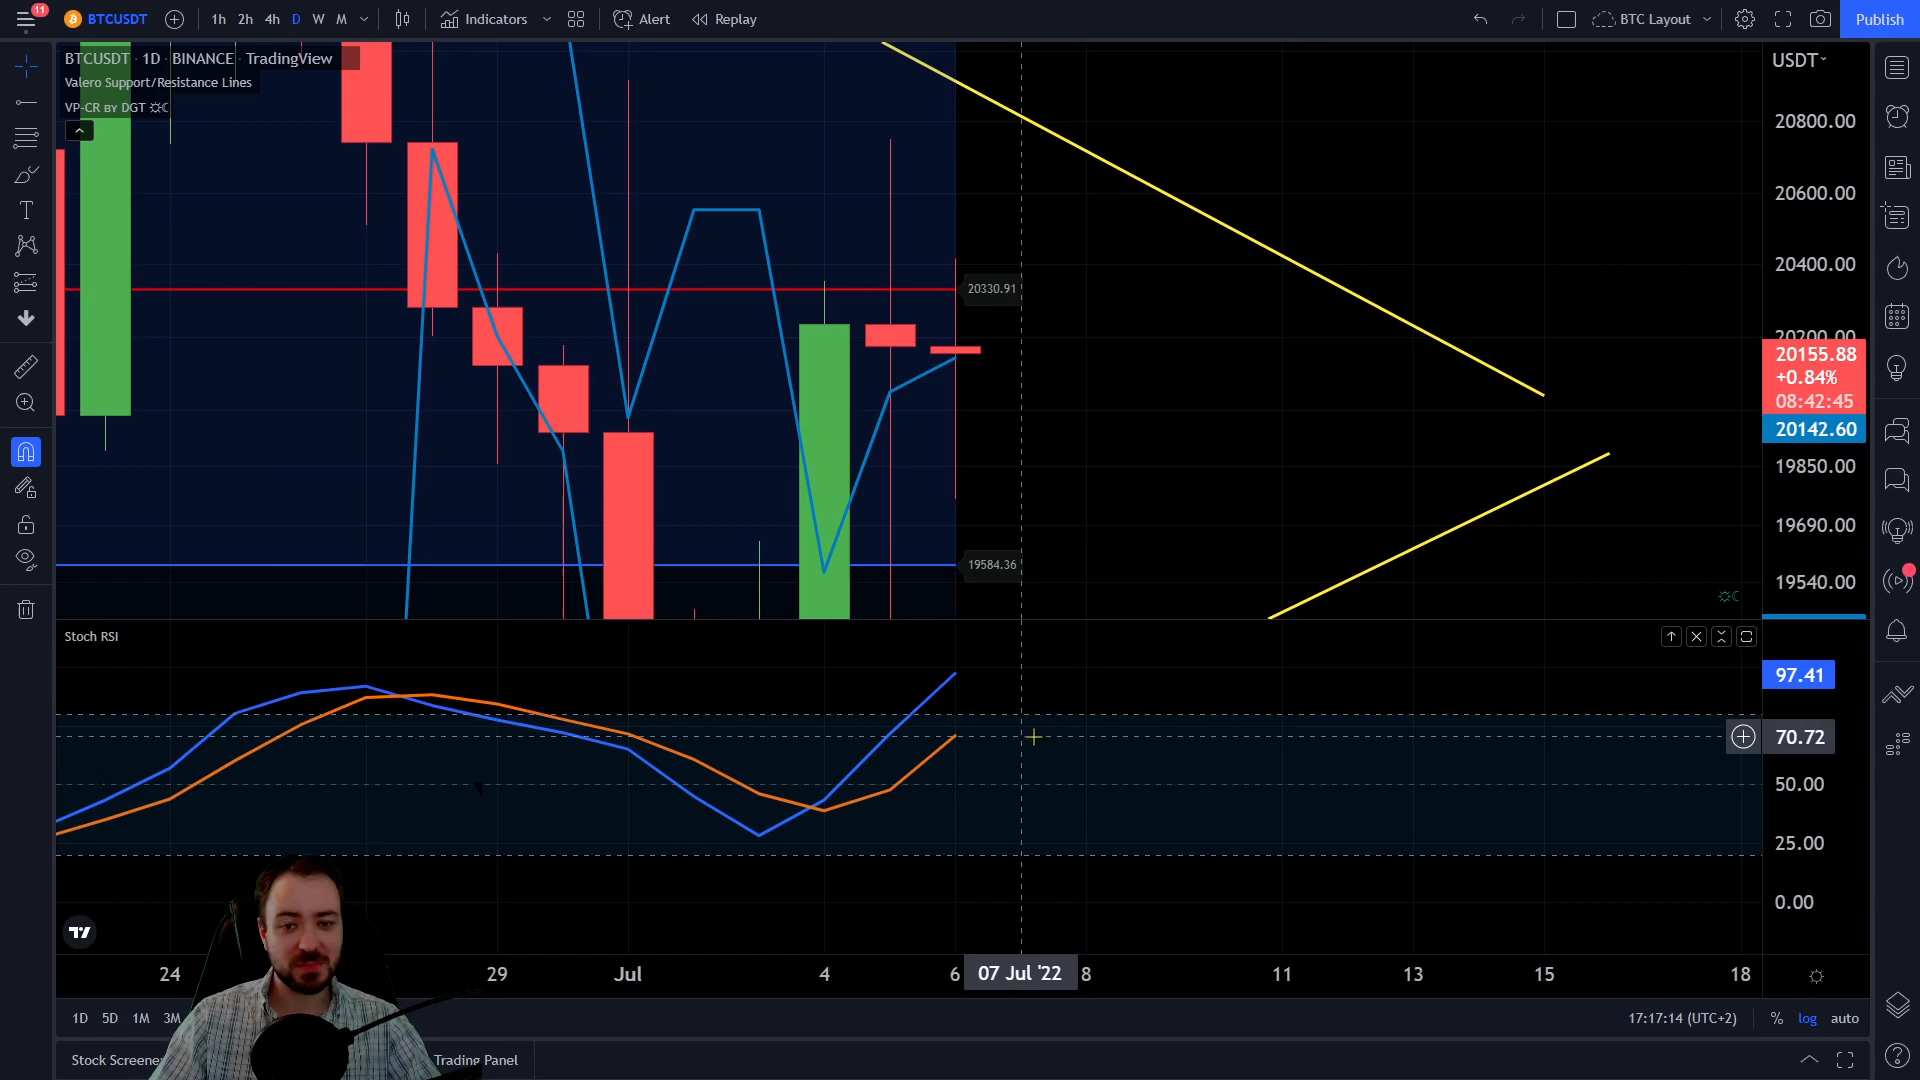 11
BTCUSDT
1h 2h 4h D W M
Indicators
Alert
Replay
BTC Layout
Publish
BTCUSDT · 1D · BINANCE · TradingView
Valero Support/Resistance Lines
VP-CR BY DGT ☼☾
USDT
20800.00
20600.00
20400.00
20330.91
20200.00
20155.88
+0.84%
08:42:45
20142.60
19850.00
19690.00
19584.36
19540.00
☼☾
Stoch RSI
97.41
70.72
50.00
25.00
0.00
24 29 Jul 4 6 07 Jul '22 8 11 13 15 18
1D 5D 1M 3M
17:17:14 (UTC+2) % log auto
Stock Screene
Trading Panel